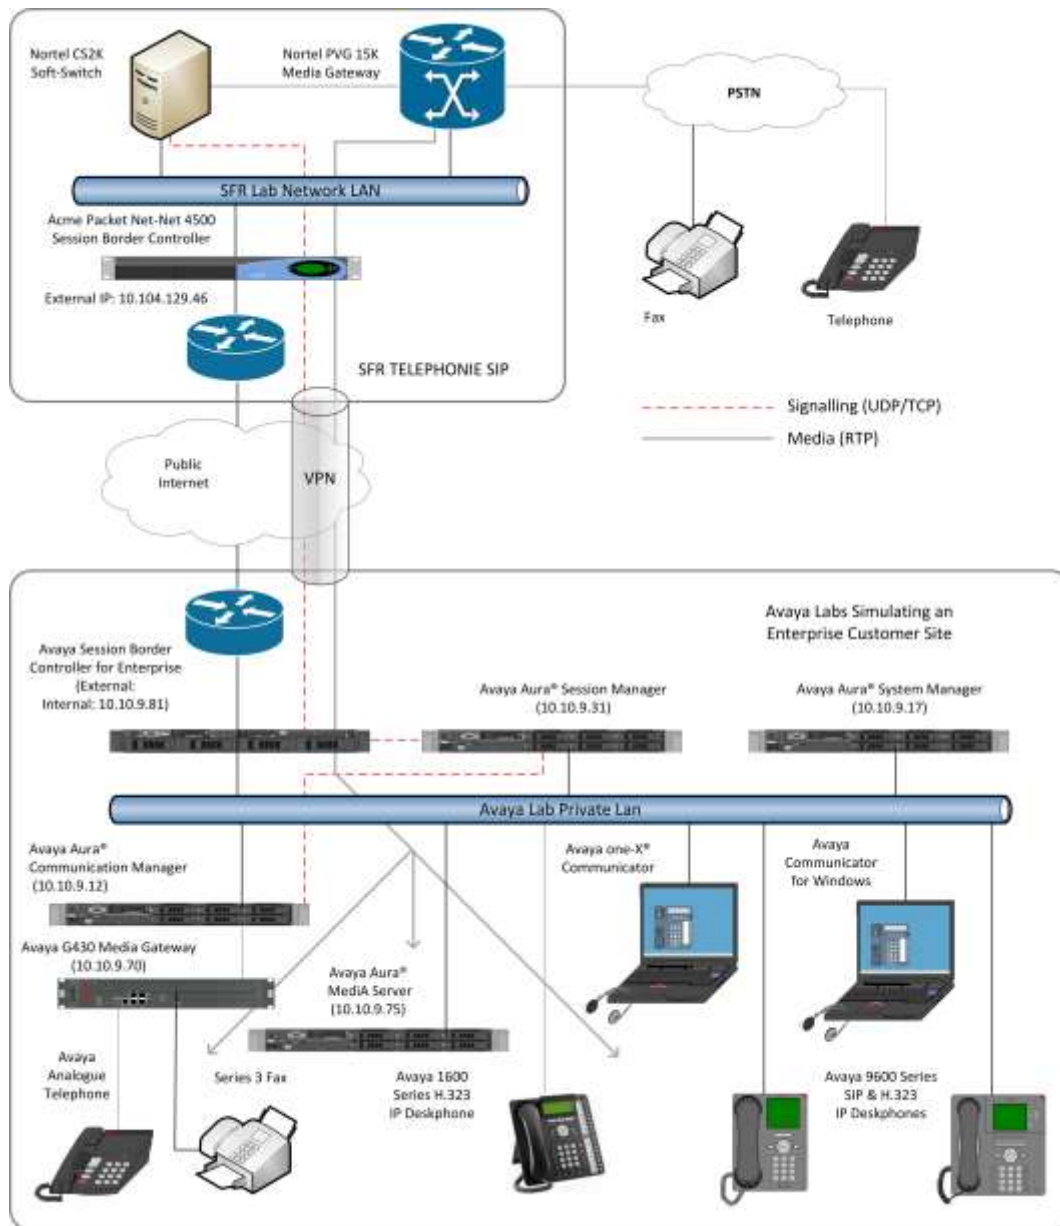 Nortel CS2K
Soft-Switch
Nortel PVG 15K
Media Gateway
PSTN
SFR Lab Network LAN
Acme Packet Net-Net 4500
Session Border Controller
External IP: 10.104.129.46
Fax
Telephone
SFR TELEPHONIE SIP
Signalling (UDP/TCP)
Media (RTP)
Public
Internet
VPN
Avaya Labs Simulating an
Enterprise Customer Site
Avaya Session Border
Controller for Enterprise
(External:
Internal: 10.10.9.81)
Avaya Aura® Session Manager
(10.10.9.31)
Avaya Aura® System Manager
(10.10.9.17)
Avaya Lab Private Lan
Avaya Aura®
Communication Manager
(10.10.9.12)
Avaya one-X®
Communicator
Avaya
Communicator
for Windows
Avaya G430 Media Gateway
(10.10.9.70)
Avaya Aura®
MediA Server
(10.10.9.75)
Avaya
Analogue
Telephone
Series 3 Fax
Avaya 1600
Series H.323
IP Deskphone
Avaya 9600 Series
SIP & H.323
IP Deskphones